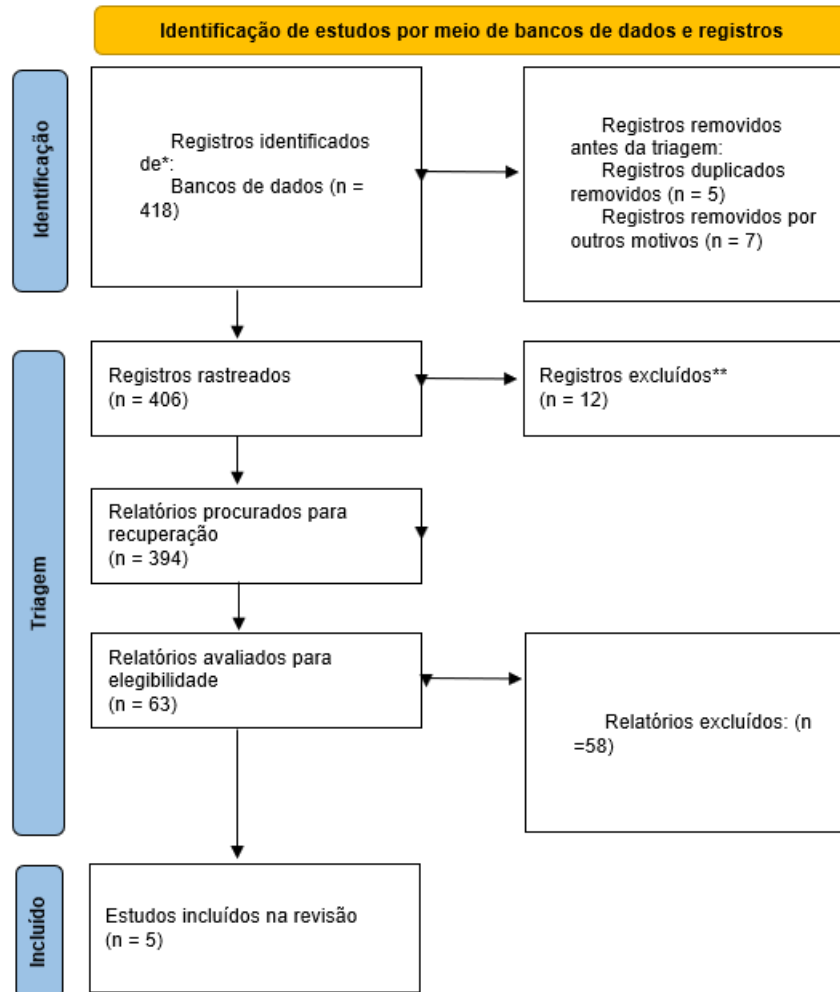 Identificação de estudos por meio de bancos de dados e registros
Identificação
Registros identificados
de*:
Bancos de dados (n =
418)
Registros removidos
antes da triagem:
Registros duplicados
removidos (n = 5)
Registros removidos por
outros motivos (n = 7)
Triagem
Registros rastreados
(n = 406)
Registros excluídos**
(n = 12)
Relatórios procurados para
recuperação
(n = 394)
Relatórios avaliados para
elegibilidade
(n = 63)
Relatórios excluídos: (n
=58)
Incluído
Estudos incluídos na revisão
(n = 5)